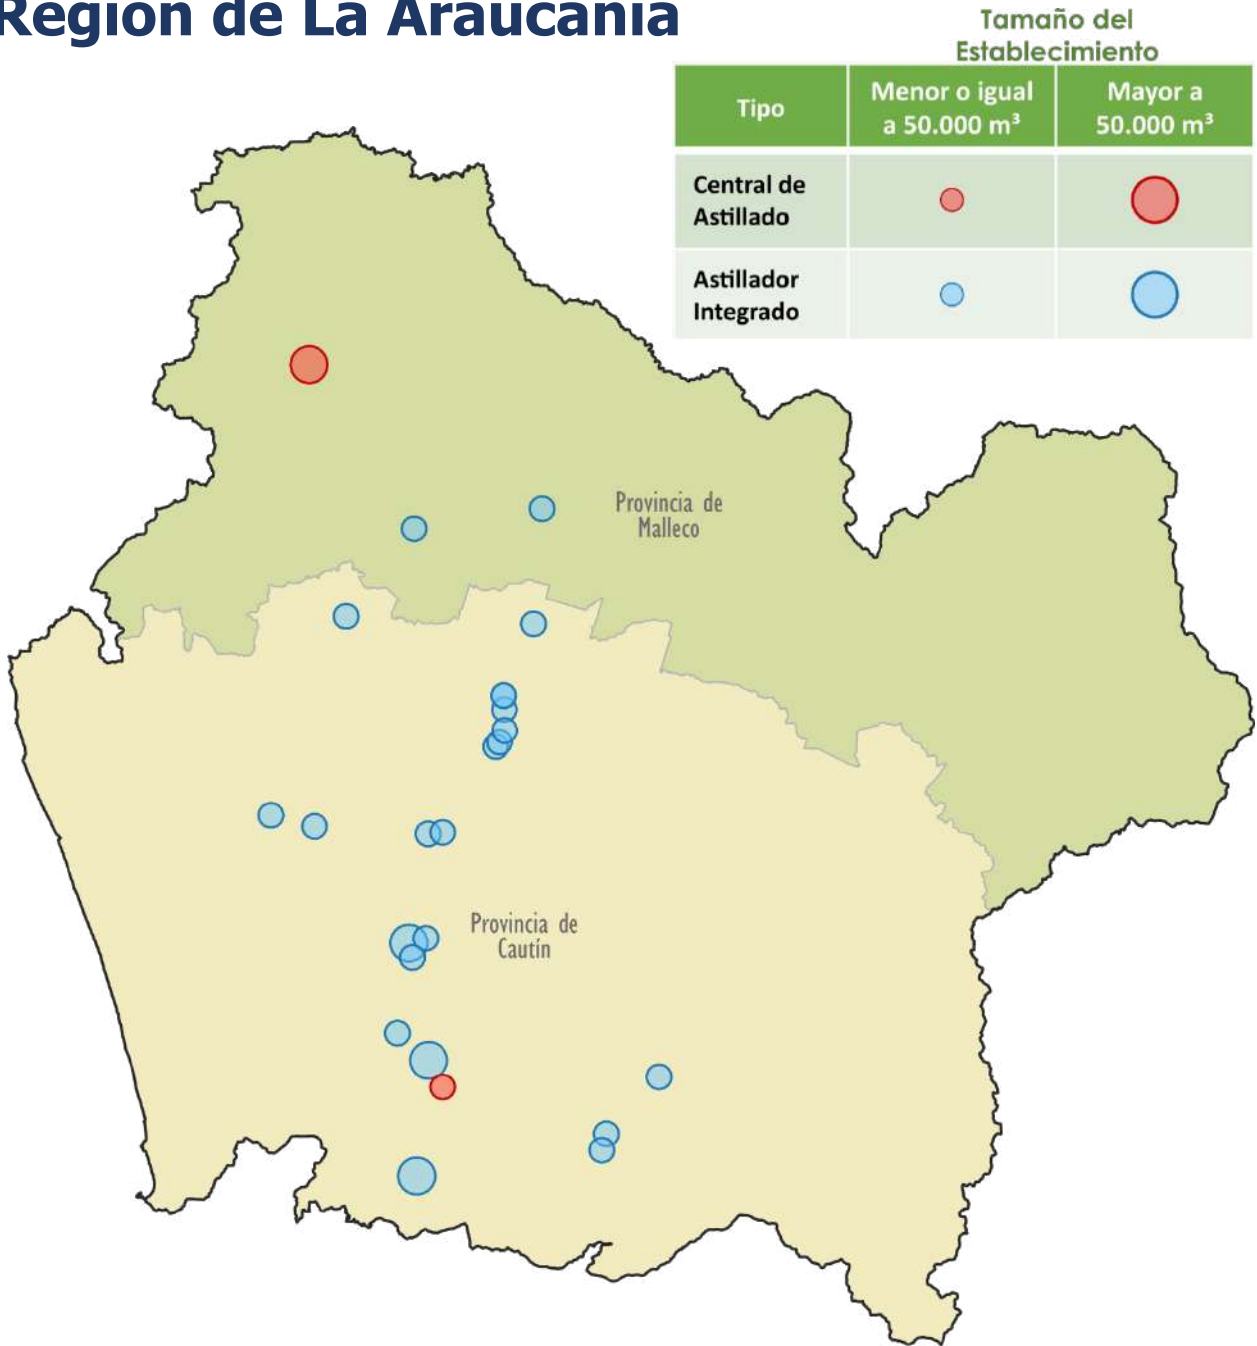 Región de La Araucanía
Tamaño del
Establecimiento
Tipo
Menor o igual
a 50.000 m³
Mayor a
50.000 m³
Central de
Astillado
Astillador
Integrado
Provincia de
Malleco
Provincia de
Cautín